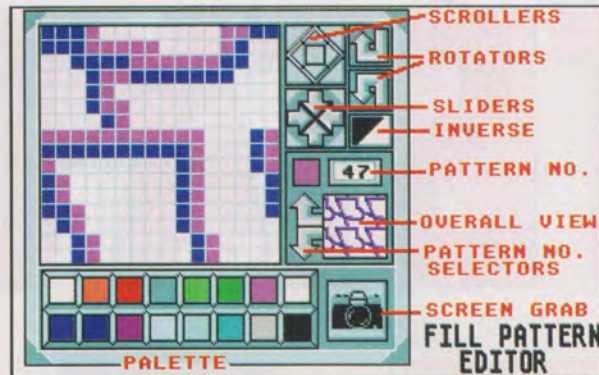 SCROLLERS
ROTATORS
SLIDERS
INVERSE
47
PATTERN NO.
OVERALL VIEW
PATTERN NO.
SELECTORS
SCREEN GRAB
FILL PATTERN
EDITOR
PALETTE